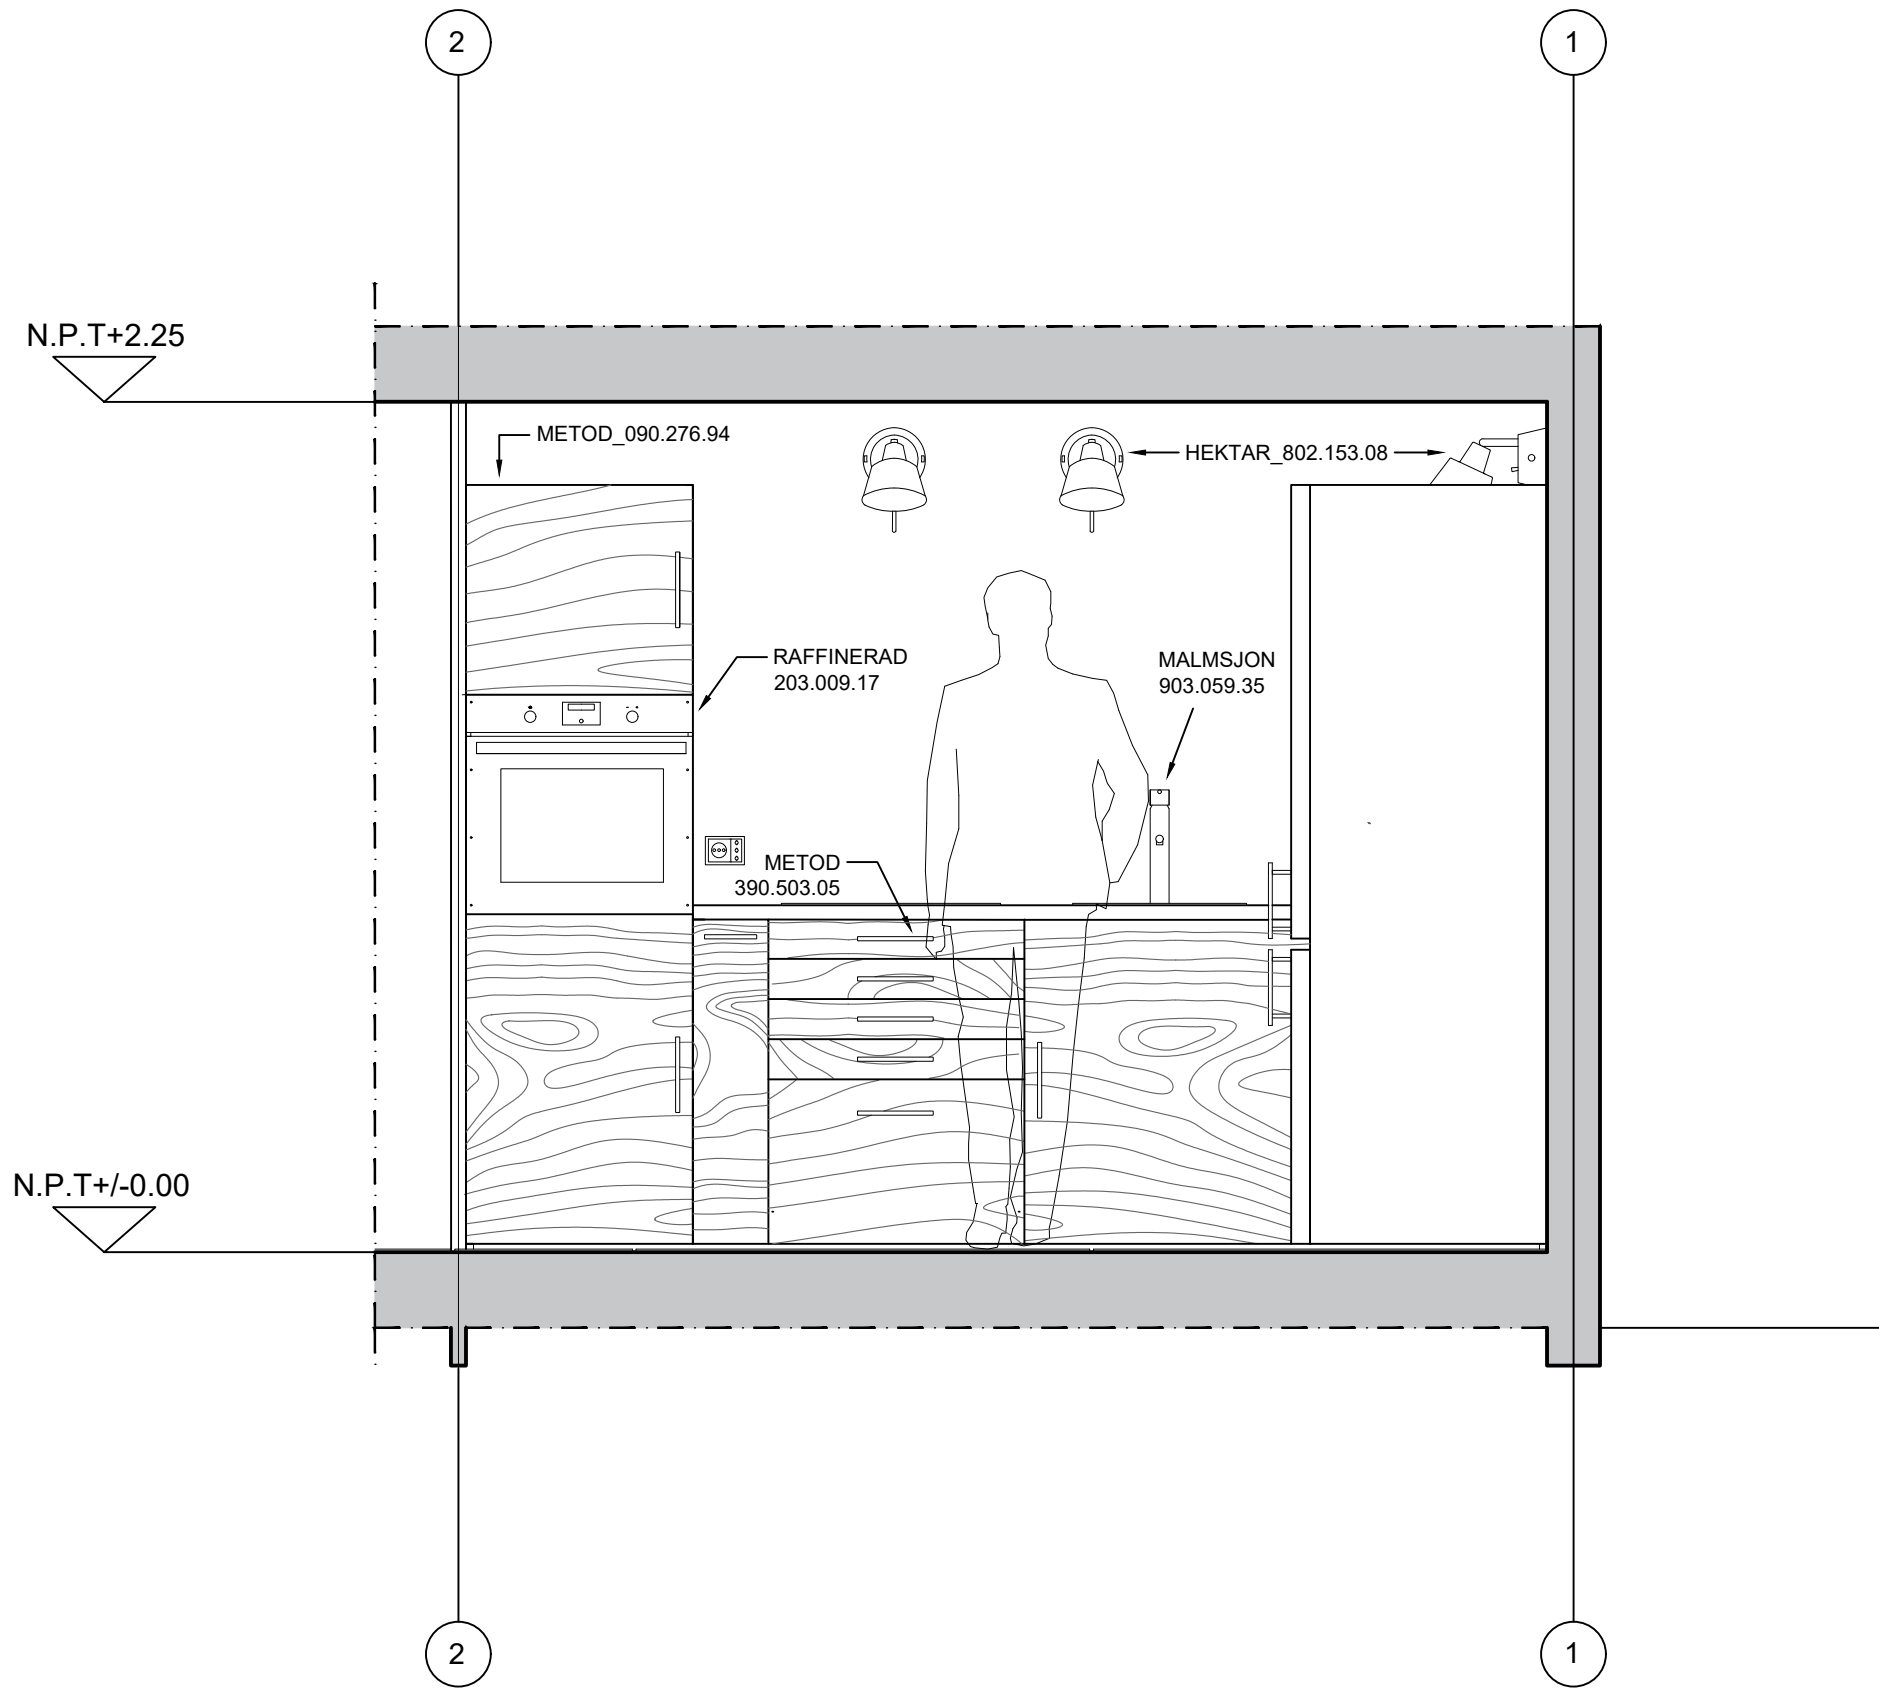 2
1
N.P.T+2.25
METOD_090.276.94
HEKTAR_802.153.08
RAFFINERAD
203.009.17
MALMSJON
903.059.35
METOD
390.503.05
N.P.T+/-0.00
2
1